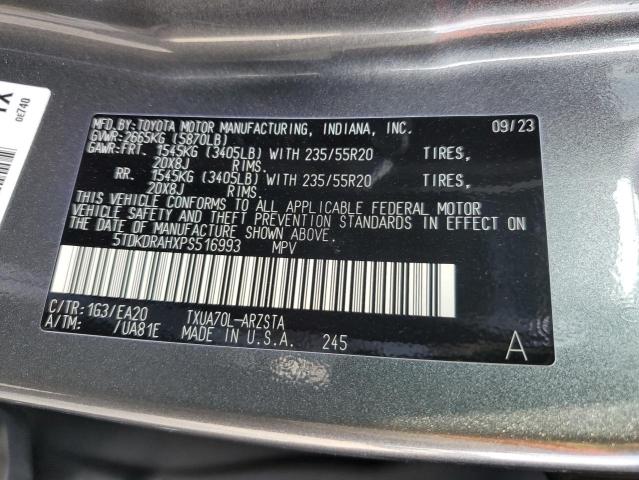 MFD.BY:TOYOTA MOTOR MANUFACTURING, INDIANA, INC. 09/23
GVWR:2665KG (5870LB)
GAWR:FRT. 1545KG (3405LB) WITH 235/55R20 TIRES,
20X8J RIMS.
RR. 1545KG (3405LB) WITH 235/55R20 TIRES,
20X8J RIMS.
THIS VEHICLE CONFORMS TO ALL APPLICABLE FEDERAL MOTOR
VEHICLE SAFETY AND THEFT PREVENTION STANDARDS IN EFFECT ON
THE DATE OF MANUFACTURE SHOWN ABOVE.
5TDKDRAHXPS516993 MPV
C/TR:1G3/EA20 TXUA70L-ARZSTA
A/TM: /UA81E MADE IN U.S.A. 245 A
0E740